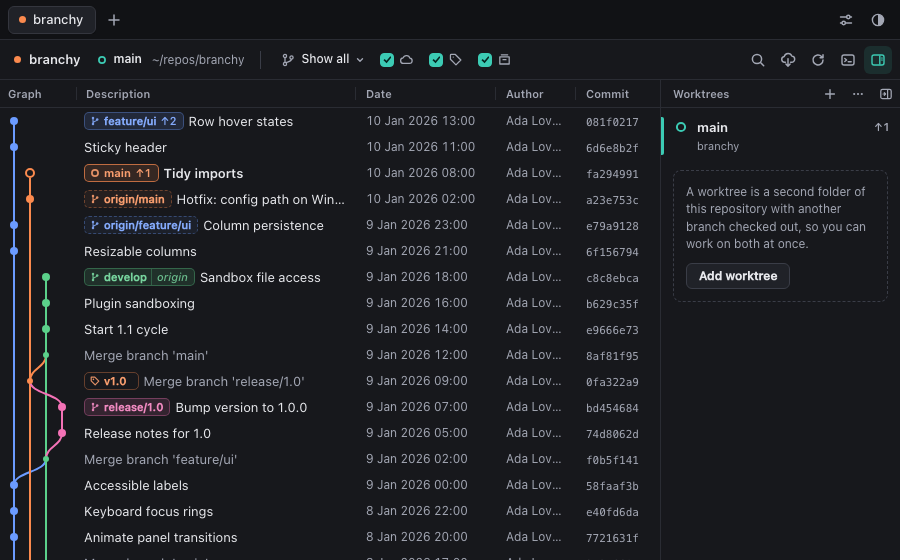 branchy
branchy main ~/repos/branchy Show all
Graph Description Date Author Commit Worktrees
feature/ui ↑2 Row hover states 10 Jan 2026 13:00 Ada Lov… 081f0217
main ↑1
branchy
Sticky header 10 Jan 2026 11:00 Ada Lov… 6d6e8b2f
main ↑1 Tidy imports 10 Jan 2026 08:00 Ada Lov… fa294991
origin/main Hotfix: config path on Win… 10 Jan 2026 02:00 Ada Lov… a23e753c
origin/feature/ui Column persistence 9 Jan 2026 23:00 Ada Lov… e79a9128
Resizable columns 9 Jan 2026 21:00 Ada Lov… 6f156794
develop origin Sandbox file access 9 Jan 2026 18:00 Ada Lov… c8c8ebca
Plugin sandboxing 9 Jan 2026 16:00 Ada Lov… b629c35f
Start 1.1 cycle 9 Jan 2026 14:00 Ada Lov… e9666e73
Merge branch 'main' 9 Jan 2026 12:00 Ada Lov… 8af81f95
v1.0 Merge branch 'release/1.0' 9 Jan 2026 09:00 Ada Lov… 0fa322a9
release/1.0 Bump version to 1.0.0 9 Jan 2026 07:00 Ada Lov… bd454684
Release notes for 1.0 9 Jan 2026 05:00 Ada Lov… 74d8062d
Merge branch 'feature/ui' 9 Jan 2026 02:00 Ada Lov… f0b5f141
Accessible labels 9 Jan 2026 00:00 Ada Lov… 58faaf3b
Keyboard focus rings 8 Jan 2026 22:00 Ada Lov… e40fd6da
Animate panel transitions 8 Jan 2026 20:00 Ada Lov… 7721631f
A worktree is a second folder of
this repository with another
branch checked out, so you can
work on both at once.
Add worktree